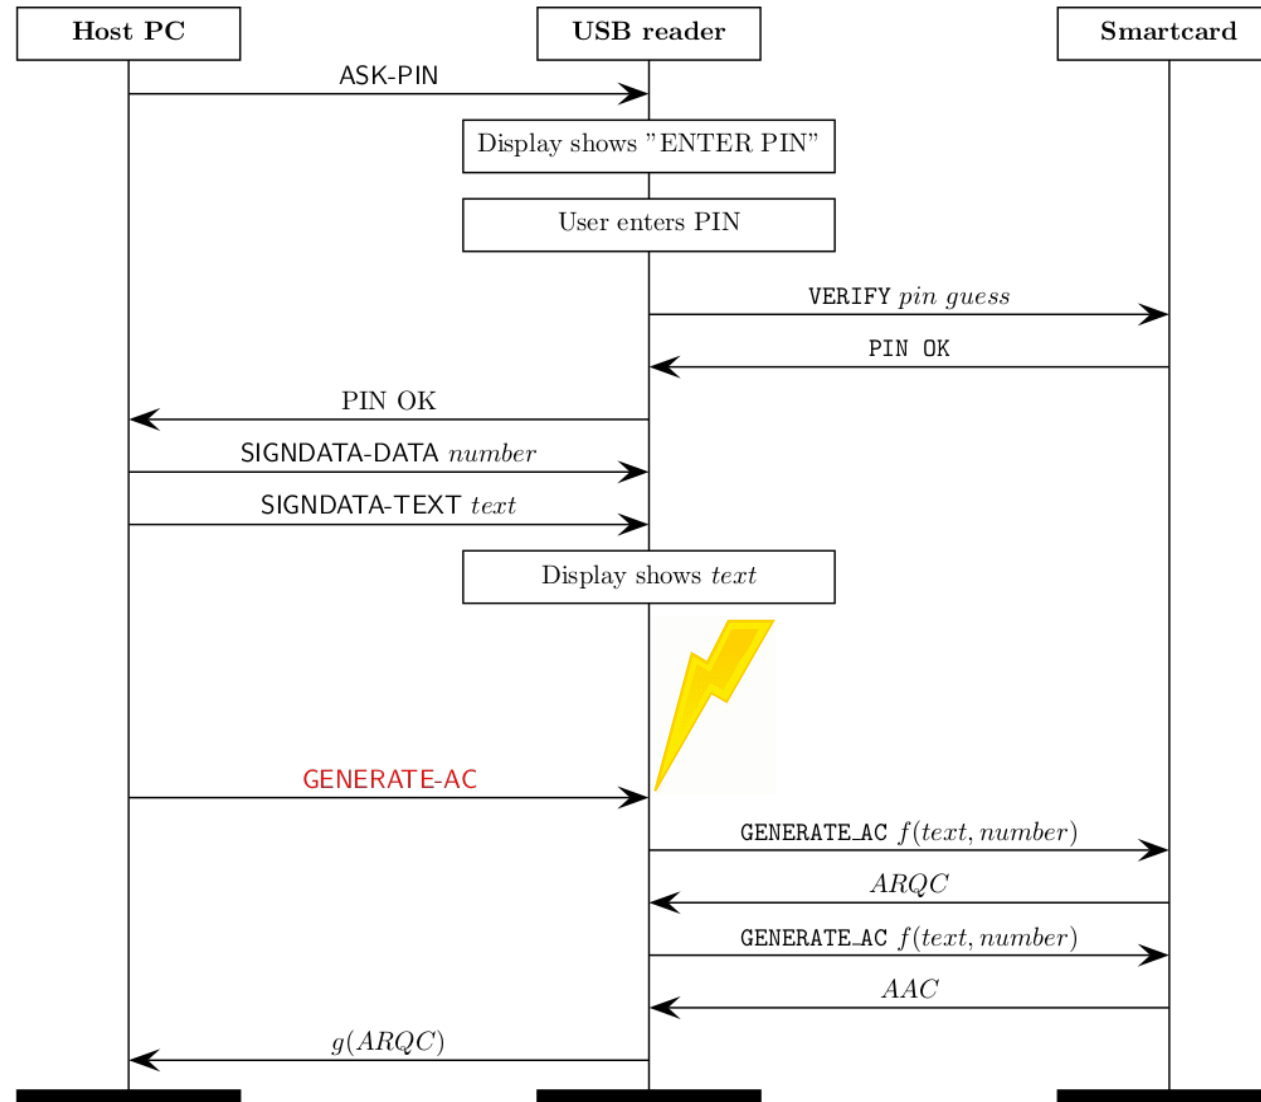 Host PC
USB reader
Smartcard
ASK-PIN
Display shows ”ENTER PIN”
User enters PIN
VERIFY pin guess
PIN OK
PIN OK
SIGNDATA-DATA number
SIGNDATA-TEXT text
Display shows text
GENERATE-AC
GENERATE_AC f(text, number)
ARQC
GENERATE_AC f(text, number)
AAC
g(ARQC)